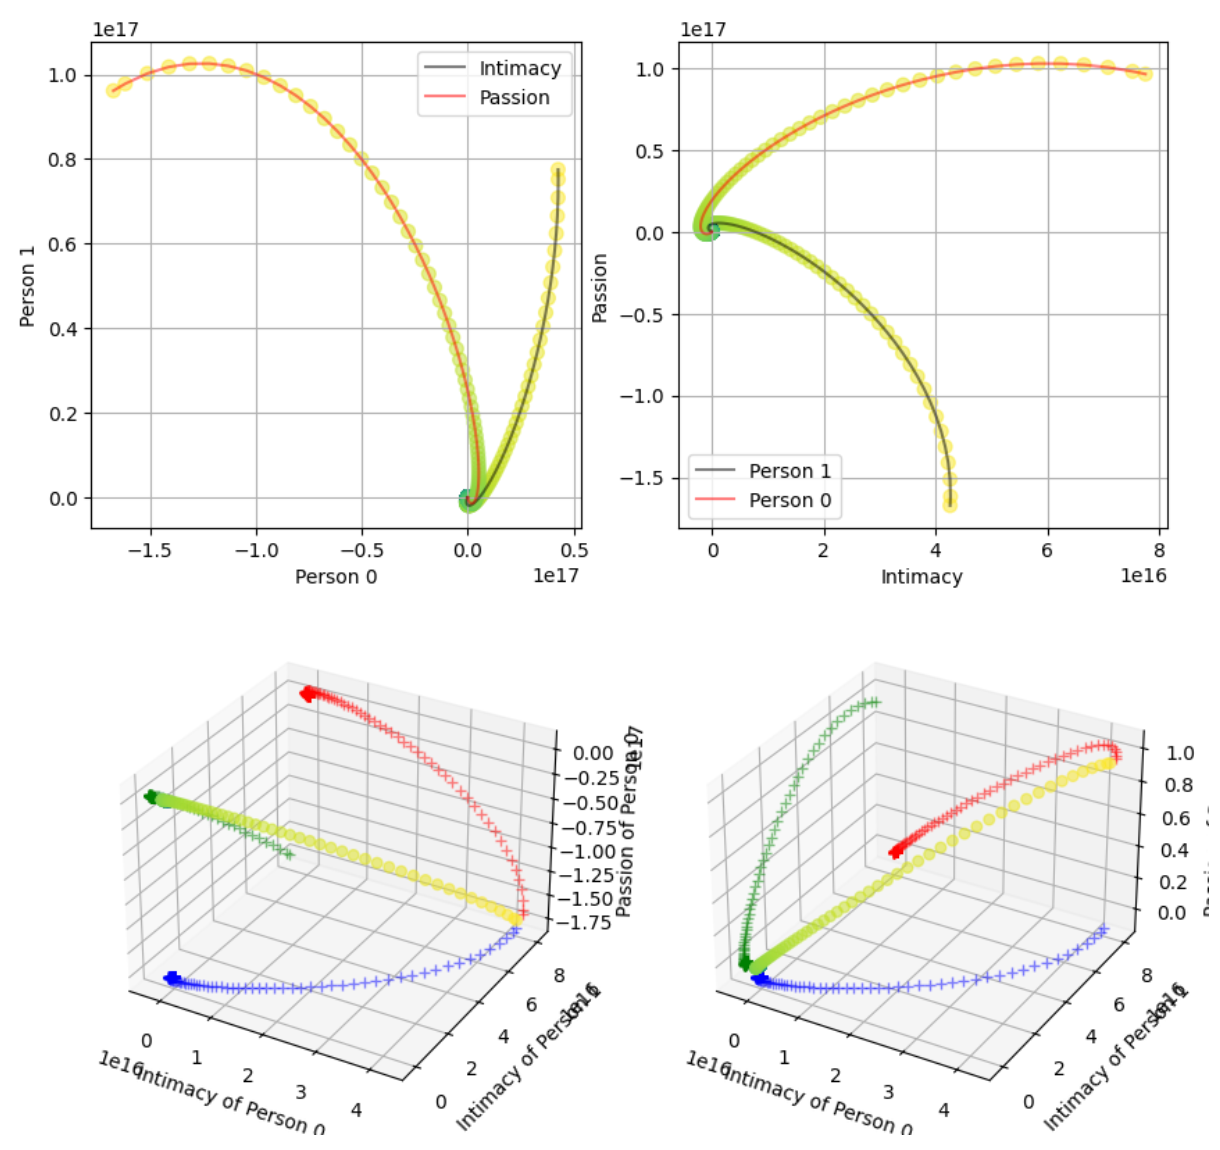 1e17
1.0
0.8
0.6
0.4
0.2
0.0
Person 1
Intimacy
Passion
−1.5
−1.0
−0.5
0.0
0.5
Person 0
1e17
1e17
1.0
0.5
0.0
−0.5
−1.0
−1.5
Passion
Person 1
Person 0
0
2
4
6
8
Intimacy
1e16
0.00
−0.25
−0.50
−0.75
−1.00
−1.25
−1.50
−1.75
1e17
Passion of Person 0
0
1
2
3
4
1e16
Intimacy of Person 0
0
2
4
6
8
1e16
Intimacy of Person 1
1.0
0.8
0.6
0.4
0.2
0.0
0
1
2
3
4
1e16
Intimacy of Person 0
0
2
4
6
8
1e16
Intimacy of Person 1